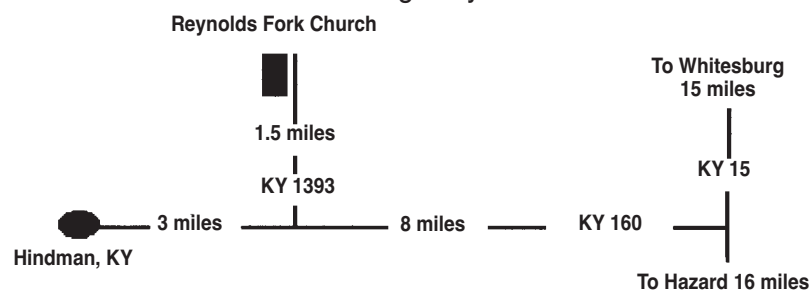 Reynolds Fork Church
To Whitesburg
15 miles
1.5 miles
KY 15
KY 1393
3 miles
8 miles
KY 160
Hindman, KY
To Hazard 16 miles